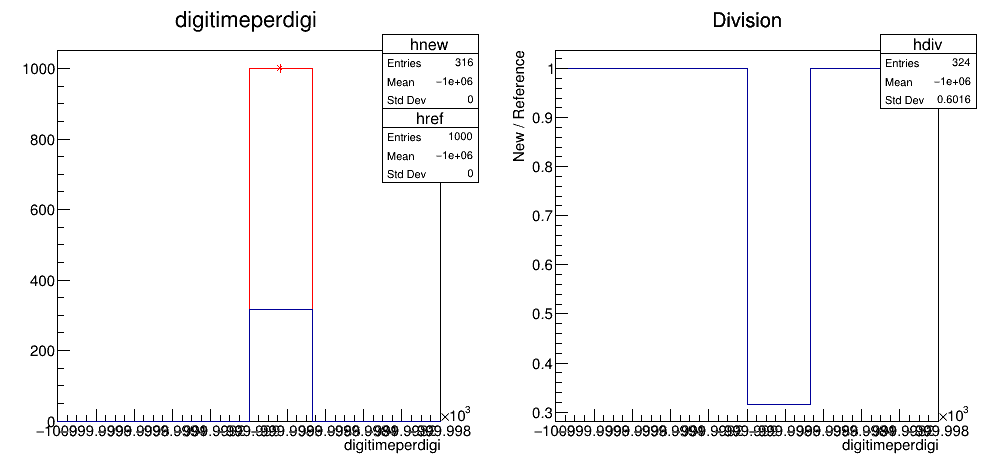 digitimeperdigi
hnew
Entries 316
Mean −1e+06
Std Dev 0
href
Entries 1000
Mean −1e+06
Std Dev 0
1000
800
600
400
200
0
×10³
digitimeperdigi
Division
hdiv
Entries 324
Mean −1e+06
Std Dev 0.6016
New / Reference
1
0.9
0.8
0.7
0.6
0.5
0.4
0.3
×10³
digitimeperdigi